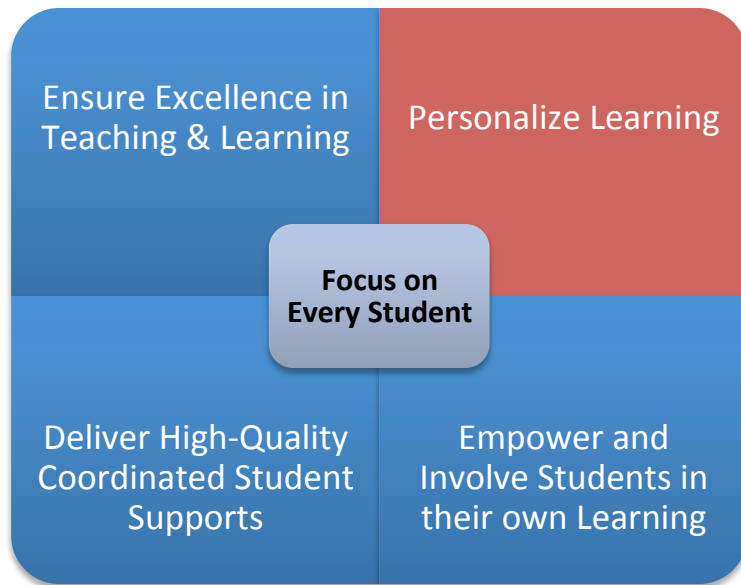 Ensure Excellence in
Teaching & Learning
Personalize Learning
Focus on
Every Student
Deliver High-Quality
Coordinated Student
Supports
Empower and
Involve Students in
their own Learning